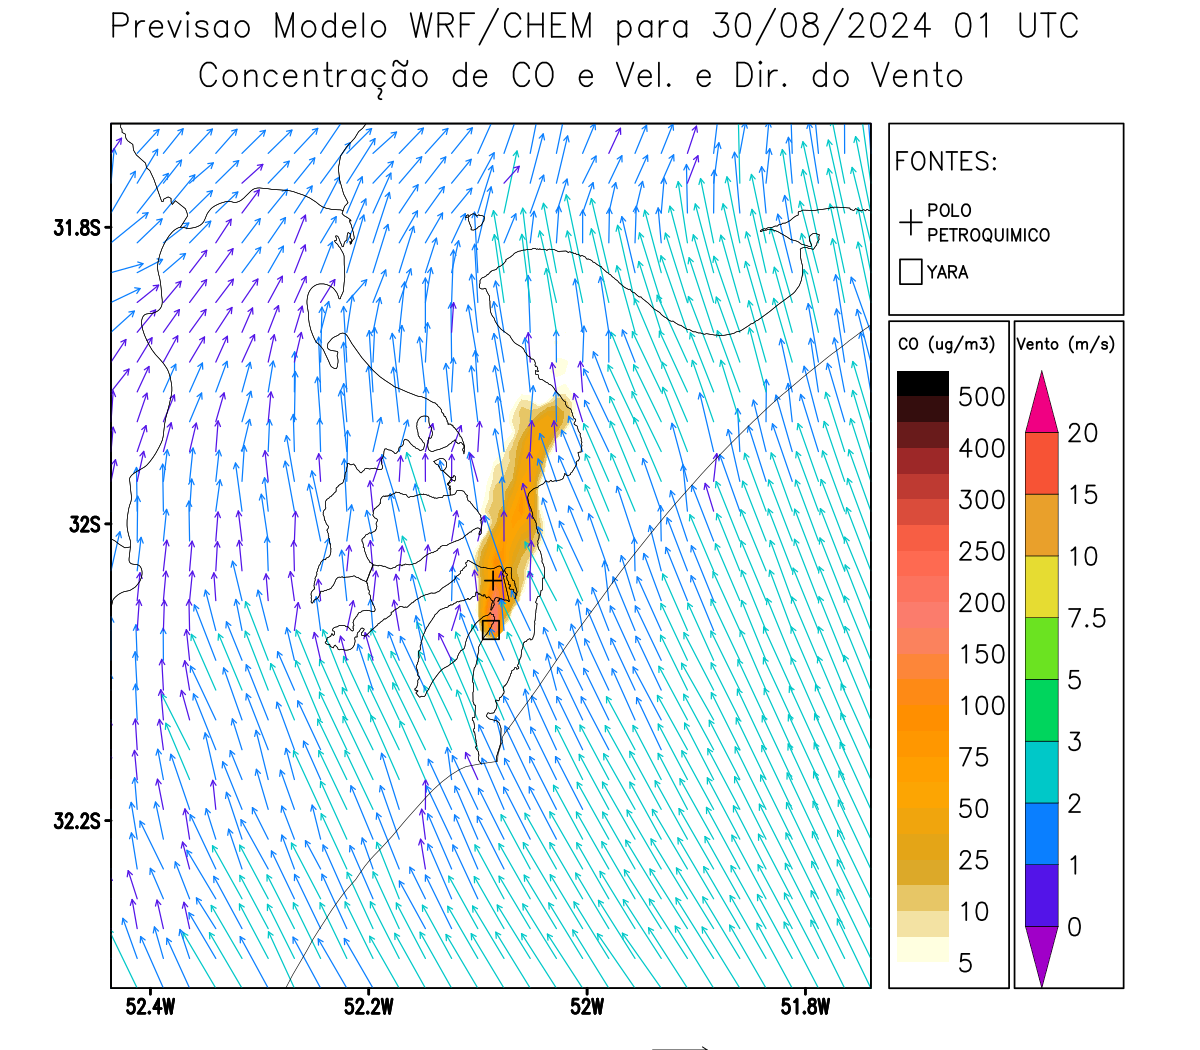 Previsao Modelo WRF/CHEM para 30/08/2024 01 UTC
Concentração de CO e Vel. e Dir. do Vento
FONTES:
POLO
PETROQUIMICO
YARA
CO (ug/m3)
500
400
300
250
200
150
100
75
50
25
10
5
Vento (m/s)
20
15
10
7.5
5
3
2
1
0
31.8S
32S
32.2S
52.4W
52.2W
52W
51.8W